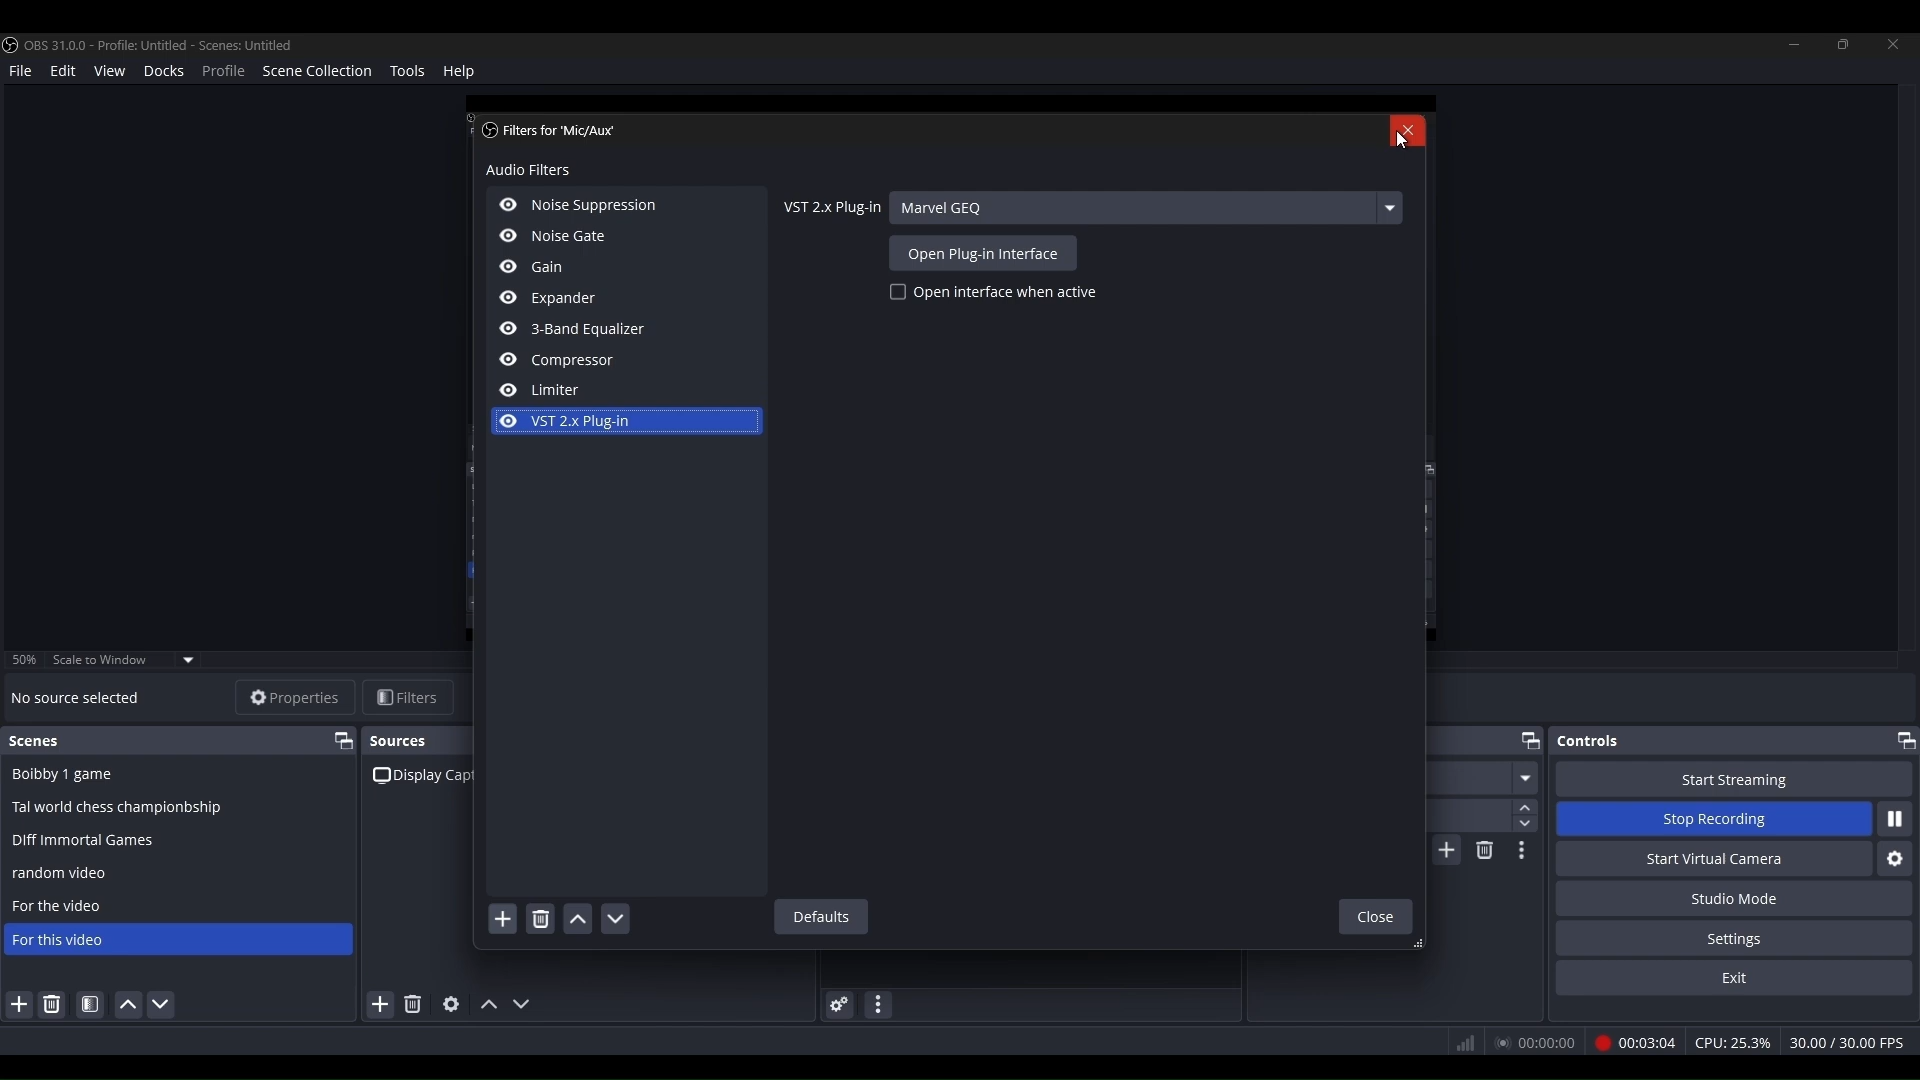 OBS 31.0.0 - Profile: Untitled - Scenes: Untitled
File Edit View Docks Profile Scene Collection Tools Help
Filters for 'Mic/Aux'
Audio Filters
Noise Suppression
Noise Gate
Gain
Expander
3-Band Equalizer
Compressor
Limiter
VST 2.x Plug-in
VST 2.x Plug-in Marvel GEQ
Open Plug-in Interface
Open interface when active
Defaults
Close
50% Scale to Window
No source selected
Properties
Filters
Scenes
Boibby 1 game
Tal world chess championbship
DIff Immortal Games
random video
For the video
For this video
Sources
Display Capt
Controls
Start Streaming
Stop Recording
Start Virtual Camera
Studio Mode
Settings
Exit
00:00:00
00:03:04
CPU: 25.3%
30.00 / 30.00 FPS